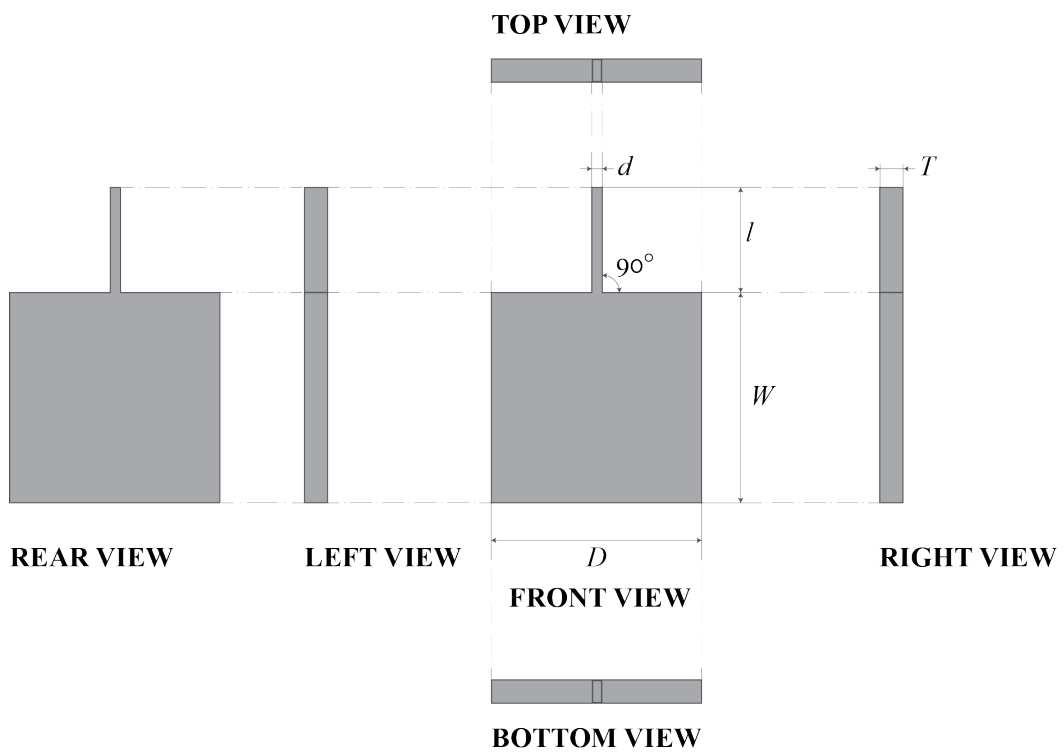 TOP VIEW
d
T
l
90°
W
REAR VIEW
LEFT VIEW
D
RIGHT VIEW
FRONT VIEW
BOTTOM VIEW